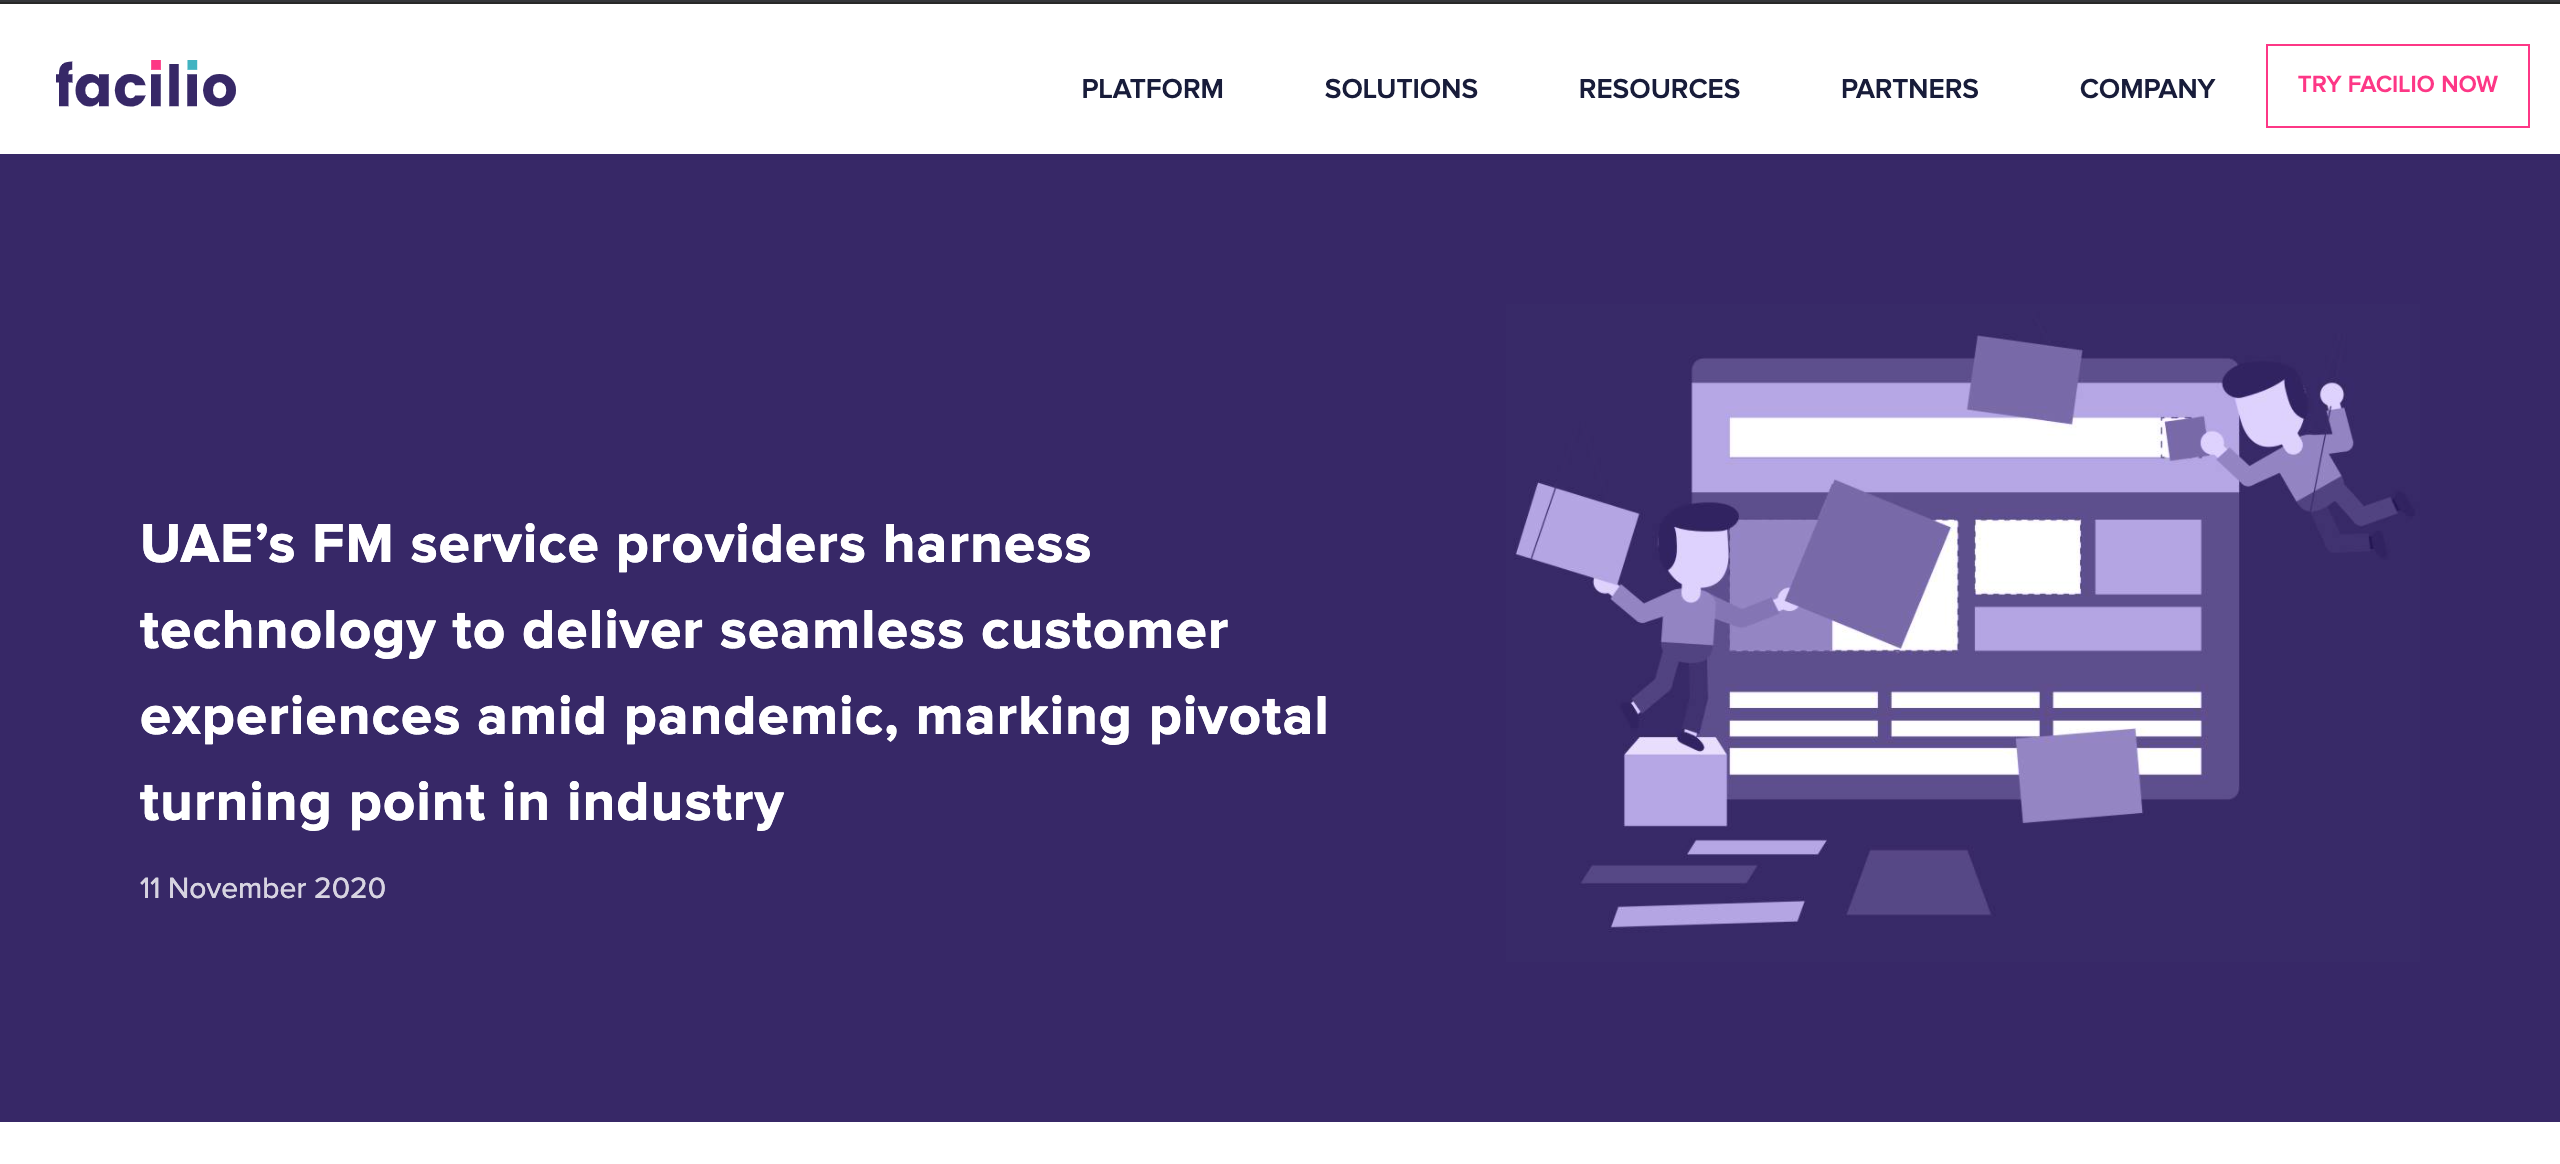 facilio
PLATFORM
SOLUTIONS
RESOURCES
PARTNERS
COMPANY
TRY FACILIO NOW
UAE’s FM service providers harness
technology to deliver seamless customer
experiences amid pandemic, marking pivotal
turning point in industry
11 November 2020